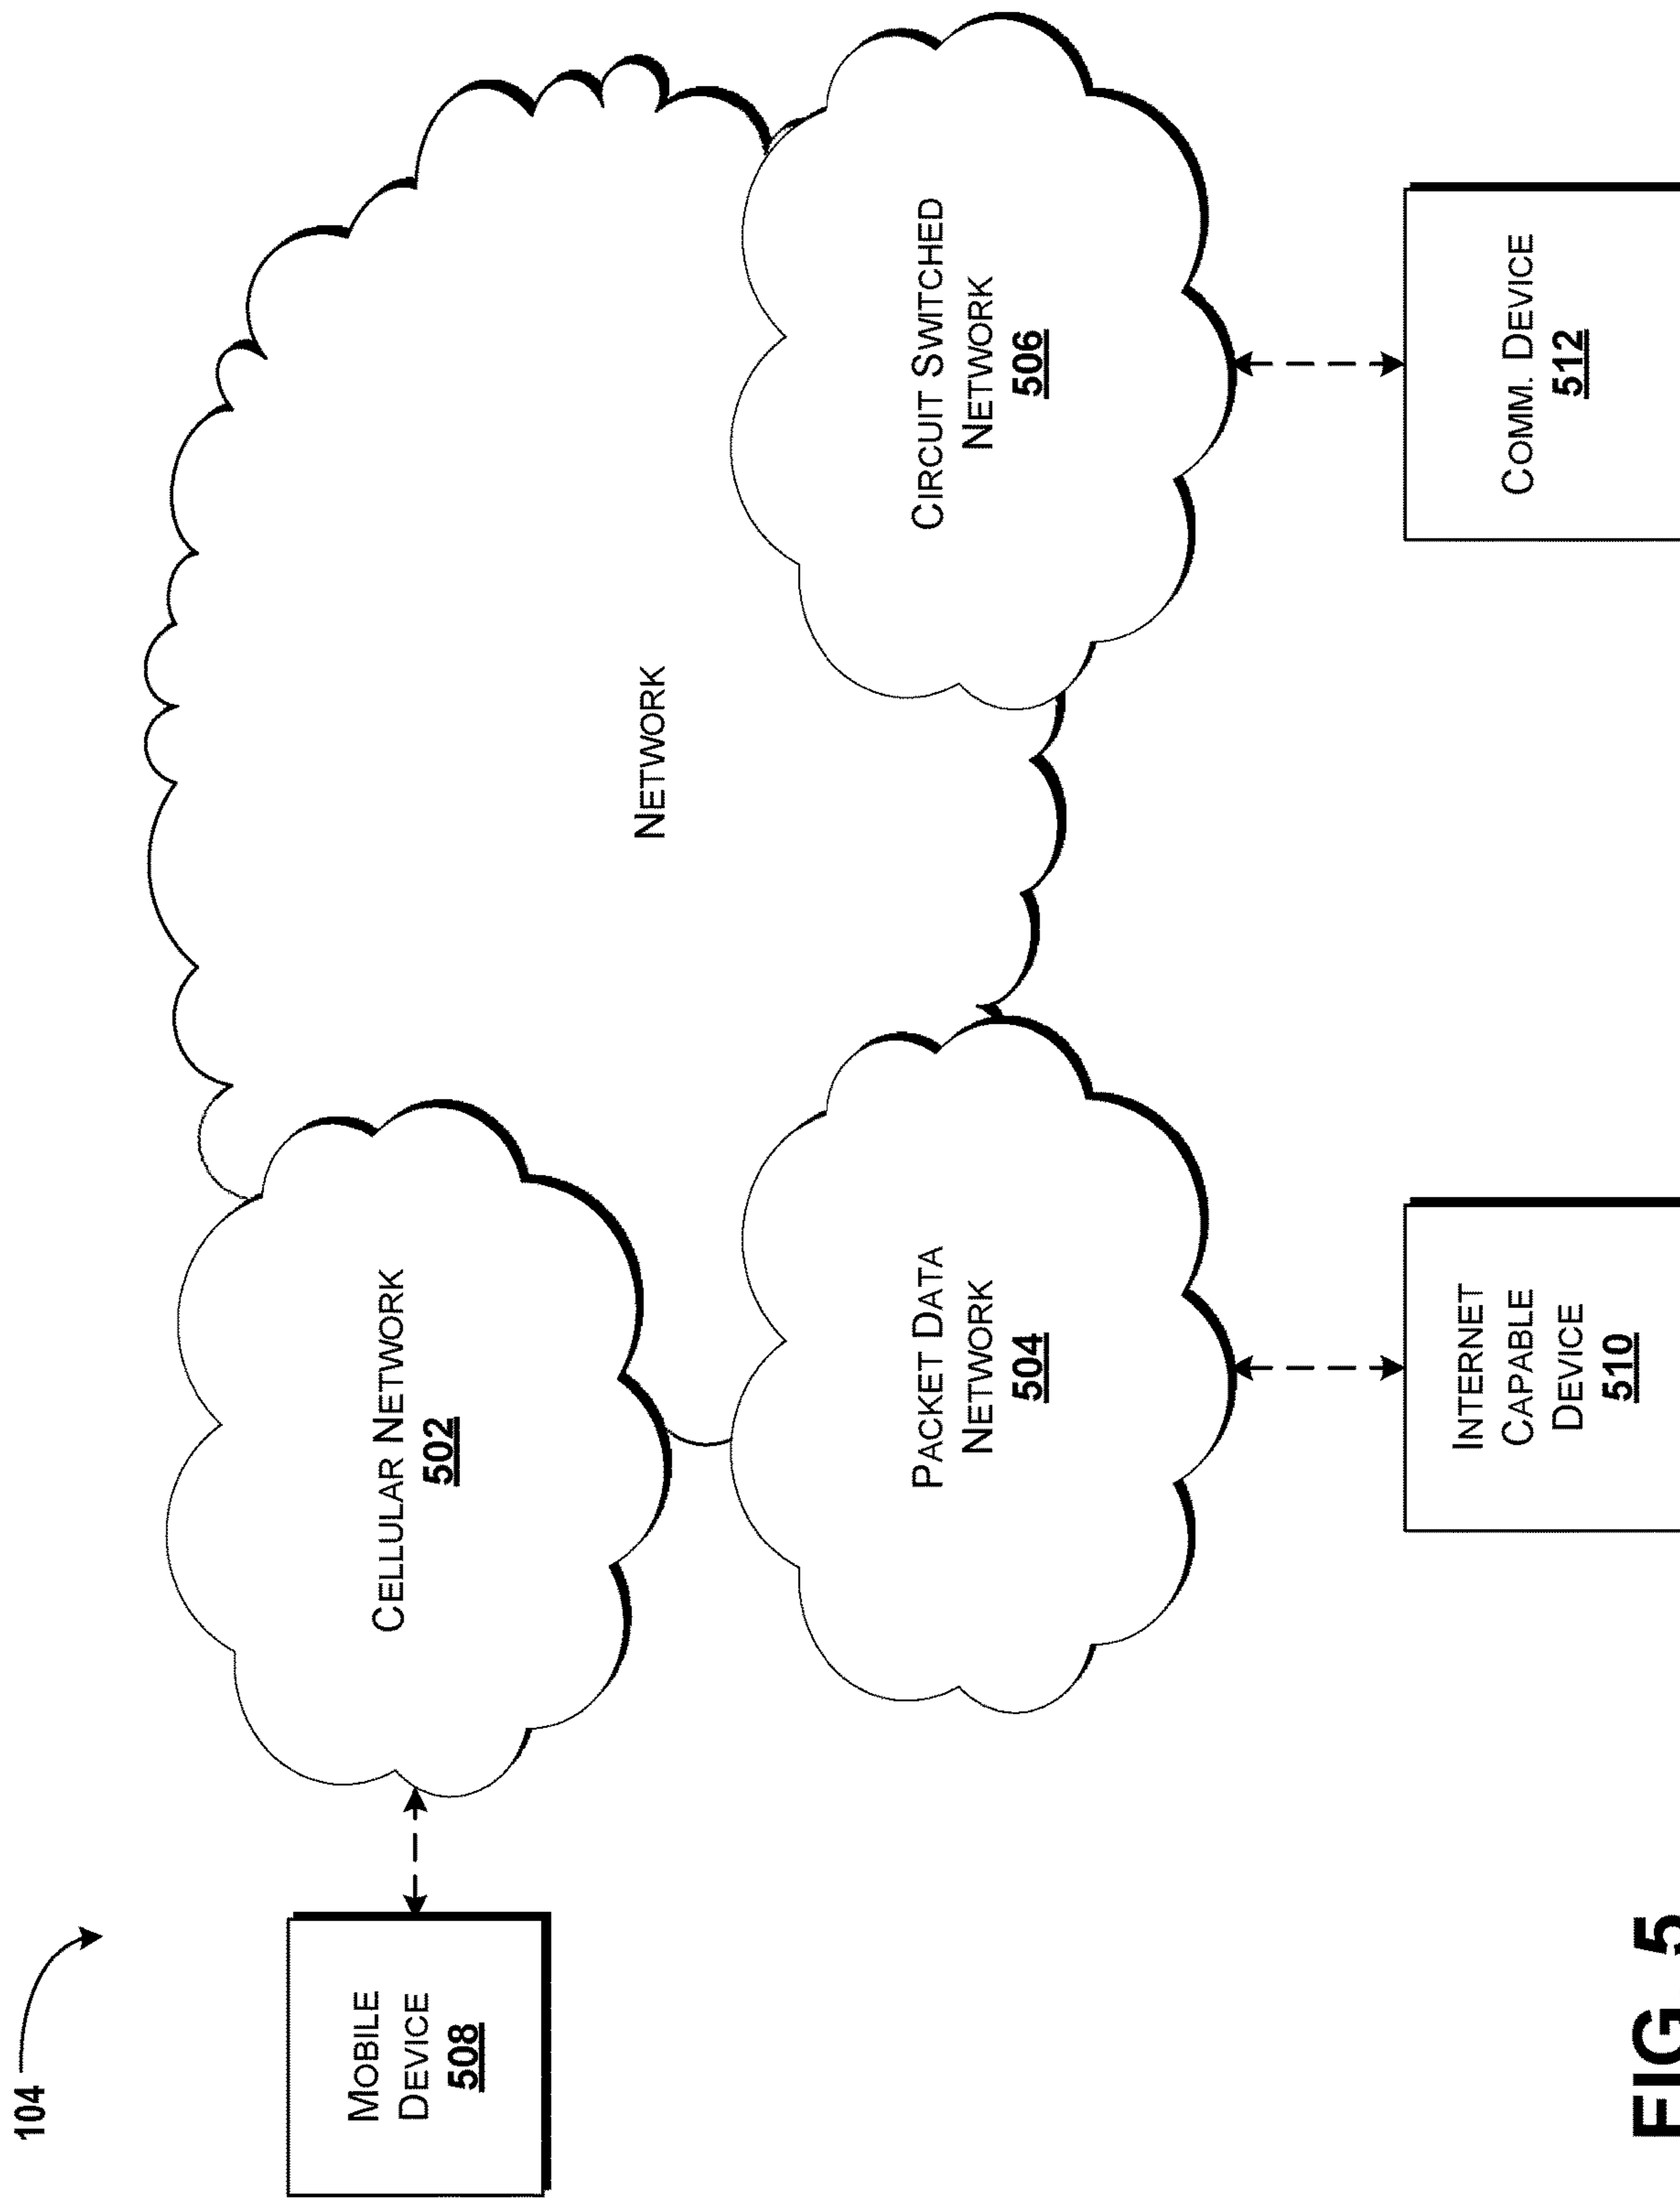 104
MOBILE
DEVICE
508
CELLULAR NETWORK
502
NETWORK
PACKET DATA
NETWORK
504
CIRCUIT SWITCHED
NETWORK
506
INTERNET
CAPABLE
DEVICE
510
COMM. DEVICE
512
FIG. 5